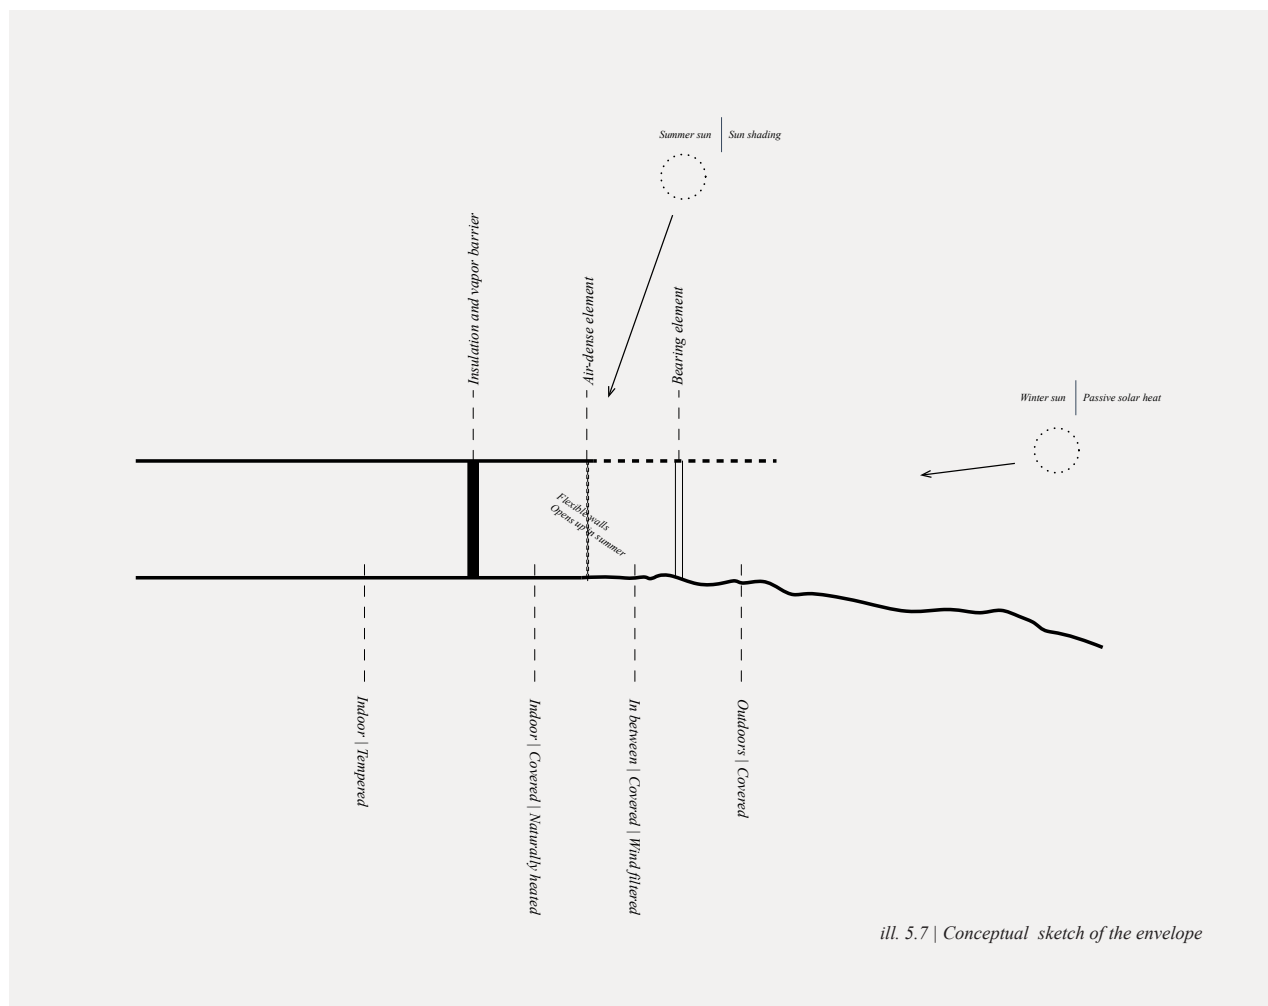 Summer sun | Sun shading
Insulation and vapor barrier
Air-dense element
Bearing element
Winter sun | Passive solar heat
Flexible walls
Opens up in summer
Indoor | Tempered
Indoor | Covered | Naturally heated
In between | Covered | Wind filtered
Outdoors | Covered
ill. 5.7 | Conceptual  sketch of the envelope